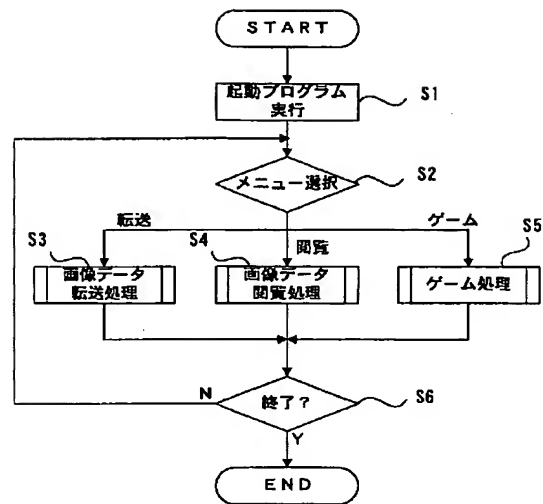 START
起動プログラム
実行
S1
メニュー選択
S2
転送
閲覧
ゲーム
S3
画像データ
転送処理
S4
画像データ
閲覧処理
S5
ゲーム処理
N
終了?
S6
Y
END